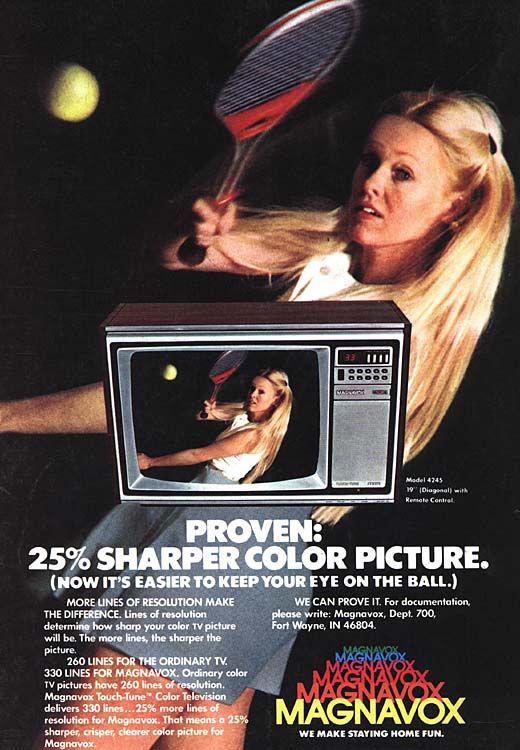 33
MAGNAVOX
Model 4245
19" (Diagonal) with
Remote Control.
PROVEN:
25% SHARPER COLOR PICTURE.
(NOW IT'S EASIER TO KEEP YOUR EYE ON THE BALL.)
MORE LINES OF RESOLUTION MAKE
THE DIFFERENCE. Lines of resolution
determine how sharp your color TV picture
will be. The more lines, the sharper the
picture.
260 LINES FOR THE ORDINARY TV.
330 LINES FOR MAGNAVOX. Ordinary color
TV pictures have 260 lines of resolution.
Magnavox Touch-Tune™ Color Television
delivers 330 lines...25% more lines of
resolution for Magnavox. That means a 25%
sharper, crisper, clearer color picture for
Magnavox.
WE CAN PROVE IT. For documentation,
please write: Magnavox, Dept. 700,
Fort Wayne, IN 46804.
MAGNAVOX
MAGNAVOX
MAGNAVOX
MAGNAVOX
MAGNAVOX
MAGNAVOX
WE MAKE STAYING HOME FUN.